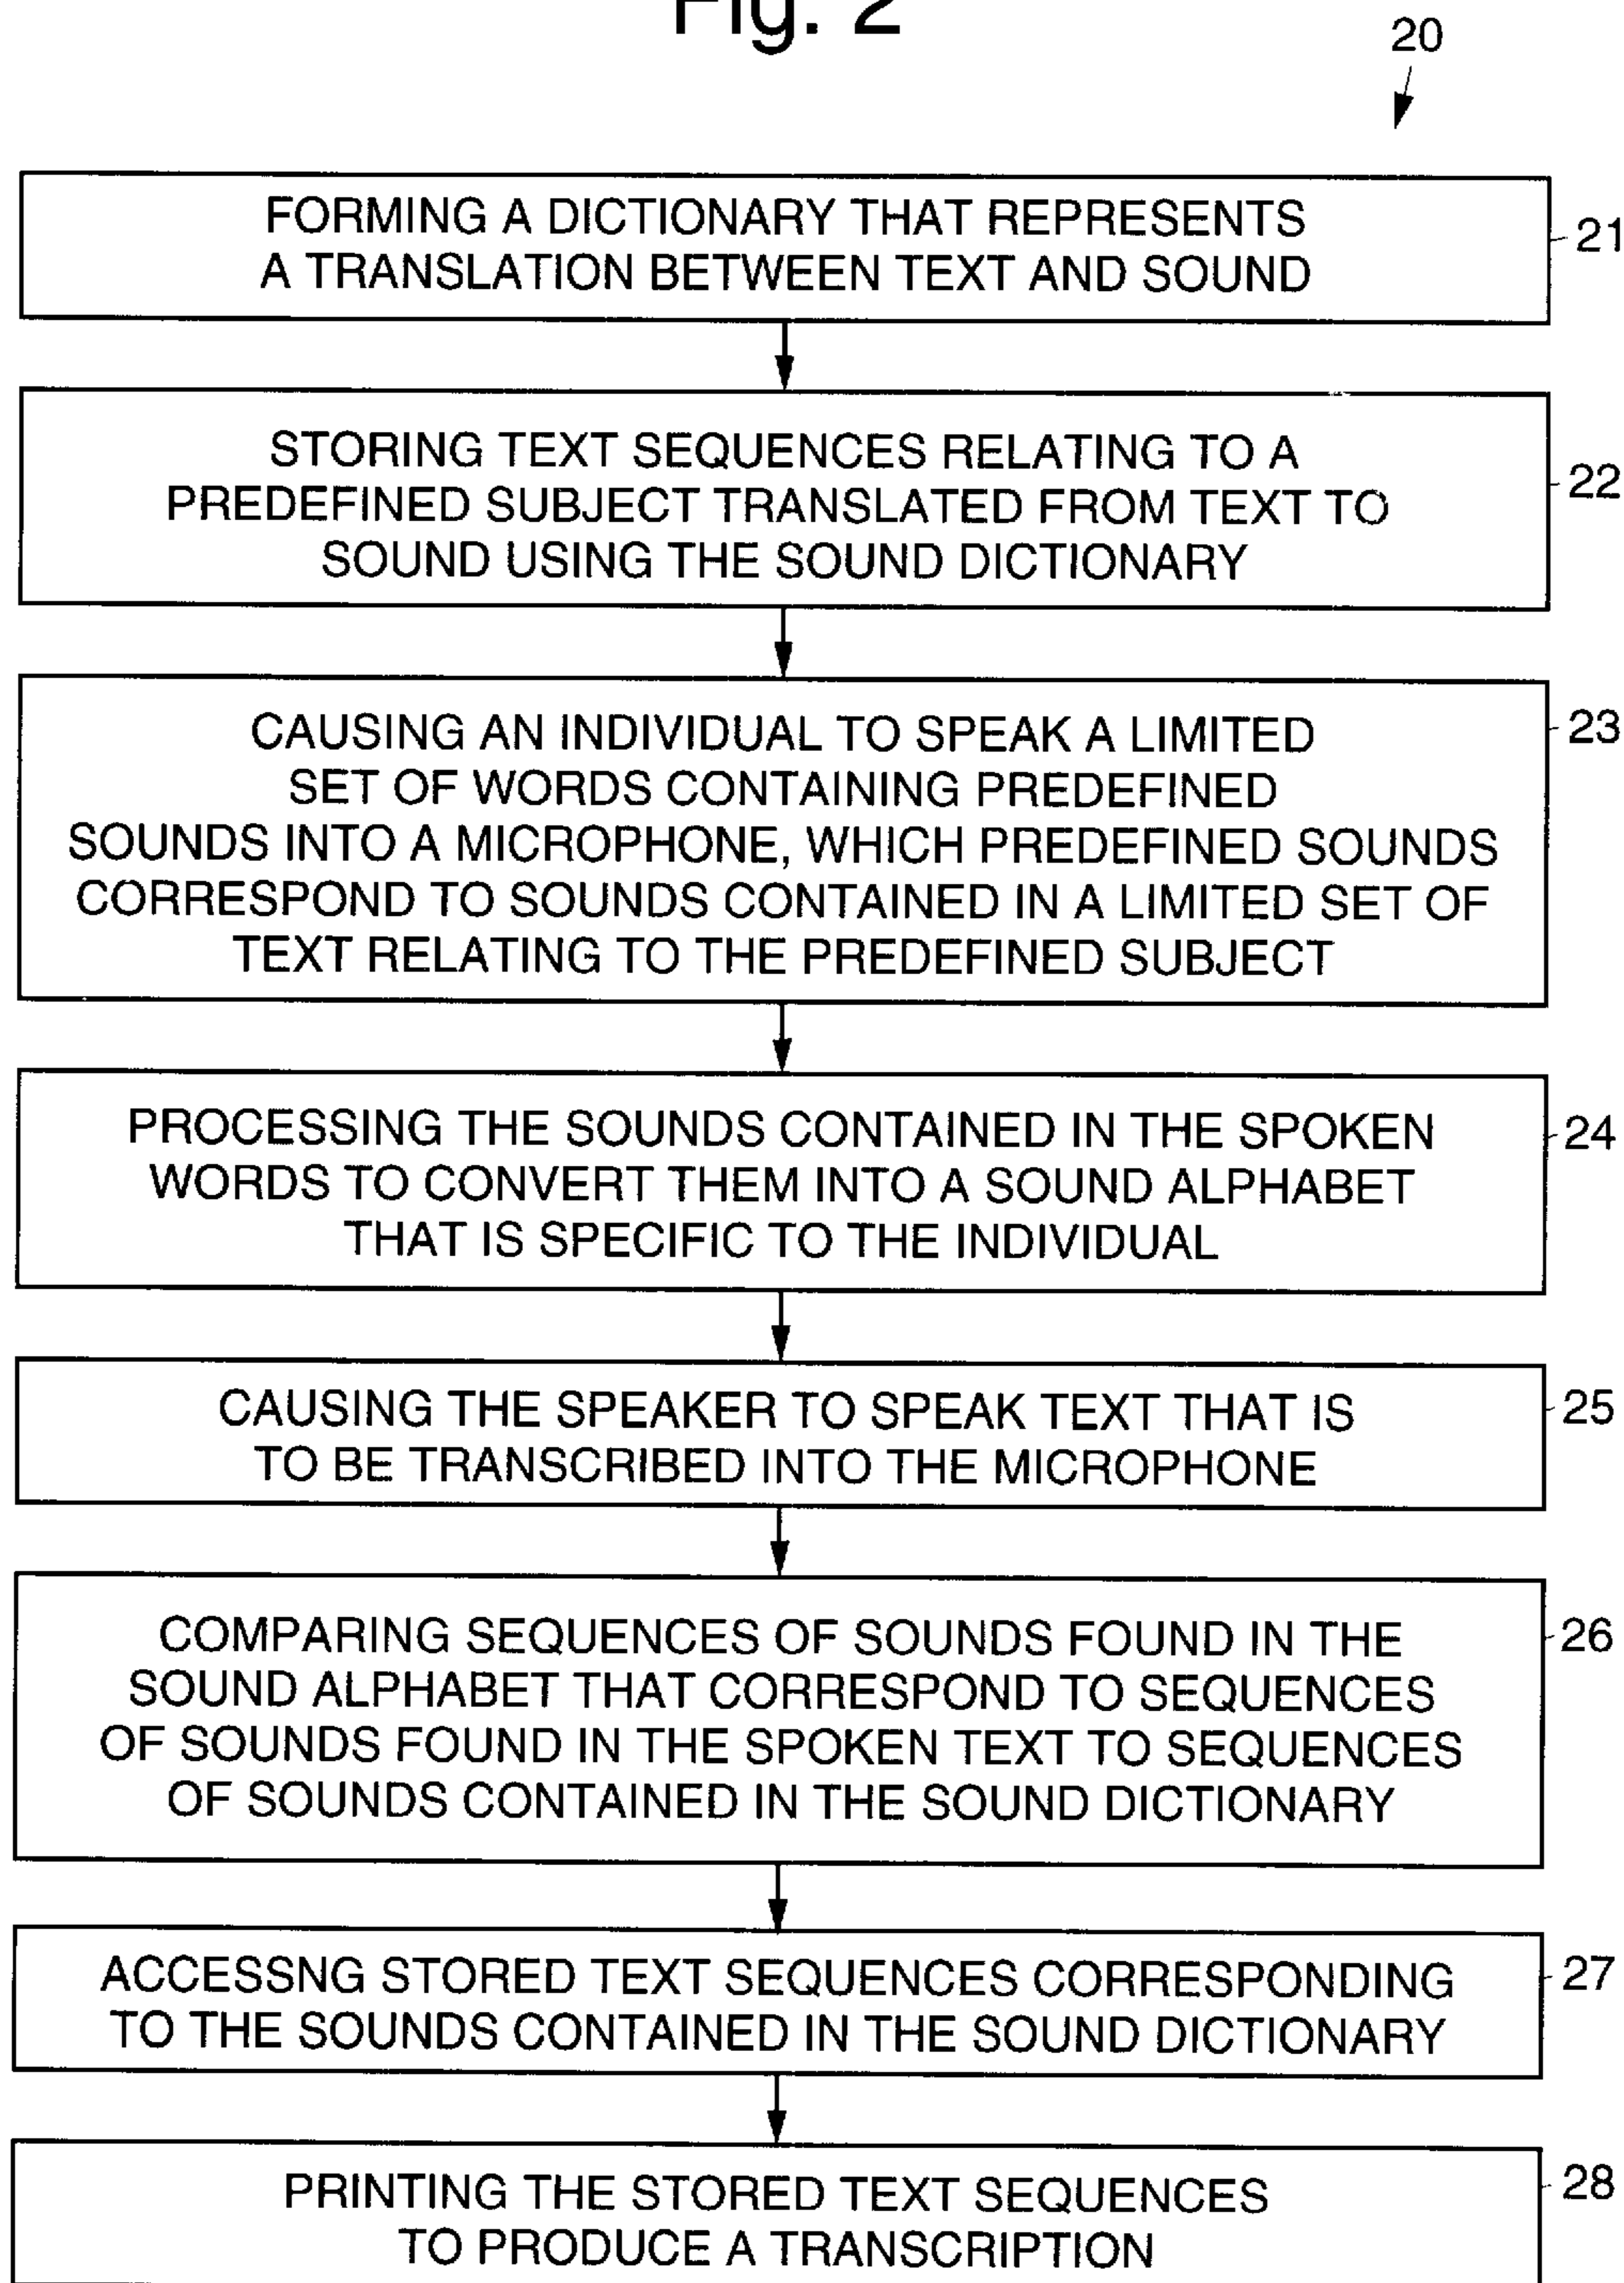 Fig. 2
20
FORMING A DICTIONARY THAT REPRESENTS
A TRANSLATION BETWEEN TEXT AND SOUND
21
STORING TEXT SEQUENCES RELATING TO A
PREDEFINED SUBJECT TRANSLATED FROM TEXT TO
SOUND USING THE SOUND DICTIONARY
22
CAUSING AN INDIVIDUAL TO SPEAK A LIMITED
SET OF WORDS CONTAINING PREDEFINED
SOUNDS INTO A MICROPHONE, WHICH PREDEFINED SOUNDS
CORRESPOND TO SOUNDS CONTAINED IN A LIMITED SET OF
TEXT RELATING TO THE PREDEFINED SUBJECT
23
PROCESSING THE SOUNDS CONTAINED IN THE SPOKEN
WORDS TO CONVERT THEM INTO A SOUND ALPHABET
THAT IS SPECIFIC TO THE INDIVIDUAL
24
CAUSING THE SPEAKER TO SPEAK TEXT THAT IS
TO BE TRANSCRIBED INTO THE MICROPHONE
25
COMPARING SEQUENCES OF SOUNDS FOUND IN THE
SOUND ALPHABET THAT CORRESPOND TO SEQUENCES
OF SOUNDS FOUND IN THE SPOKEN TEXT TO SEQUENCES
OF SOUNDS CONTAINED IN THE SOUND DICTIONARY
26
ACCESSNG STORED TEXT SEQUENCES CORRESPONDING
TO THE SOUNDS CONTAINED IN THE SOUND DICTIONARY
27
PRINTING THE STORED TEXT SEQUENCES
TO PRODUCE A TRANSCRIPTION
28